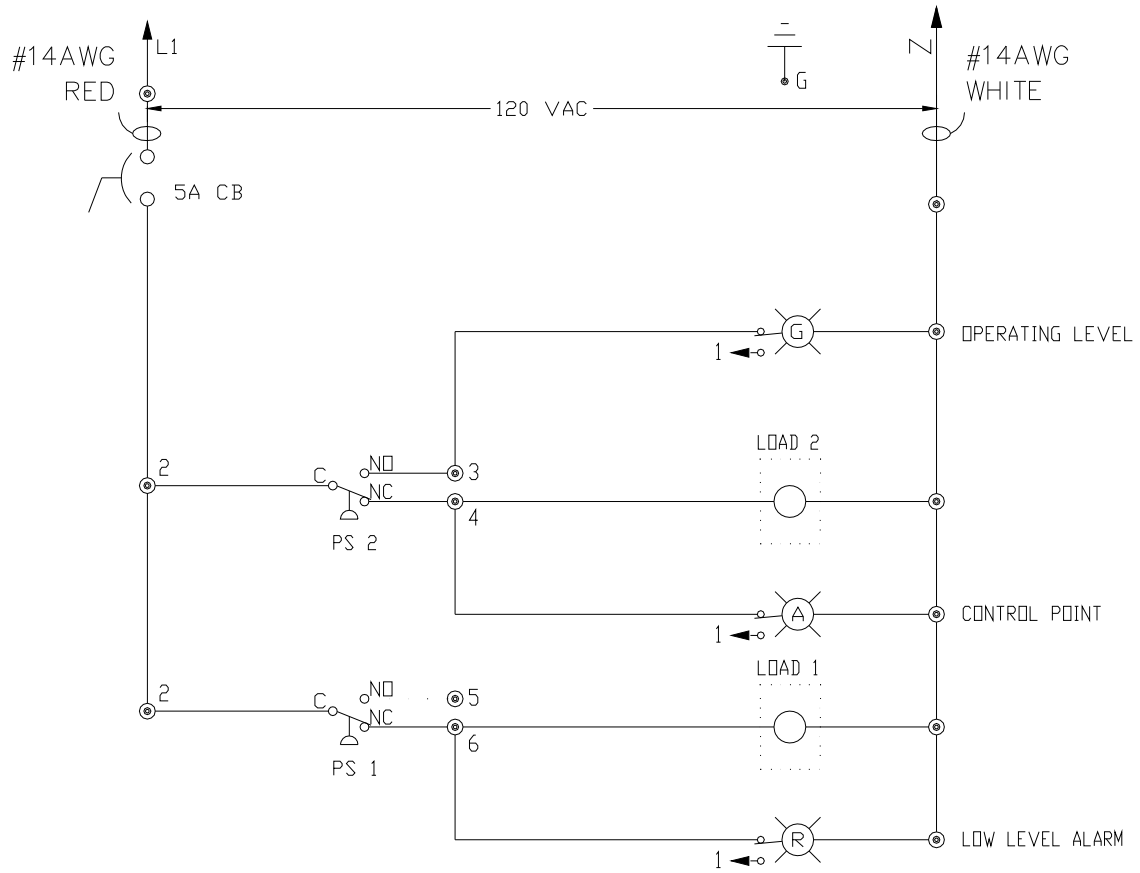 #14AWG
RED
L1
G
N
#14AWG
WHITE
120 VAC
5A CB
G
1
OPERATING LEVEL
LOAD 2
2
C
NO
NC
3
4
PS 2
A
1
CONTROL POINT
LOAD 1
2
C
NO
NC
5
6
PS 1
R
1
LOW LEVEL ALARM